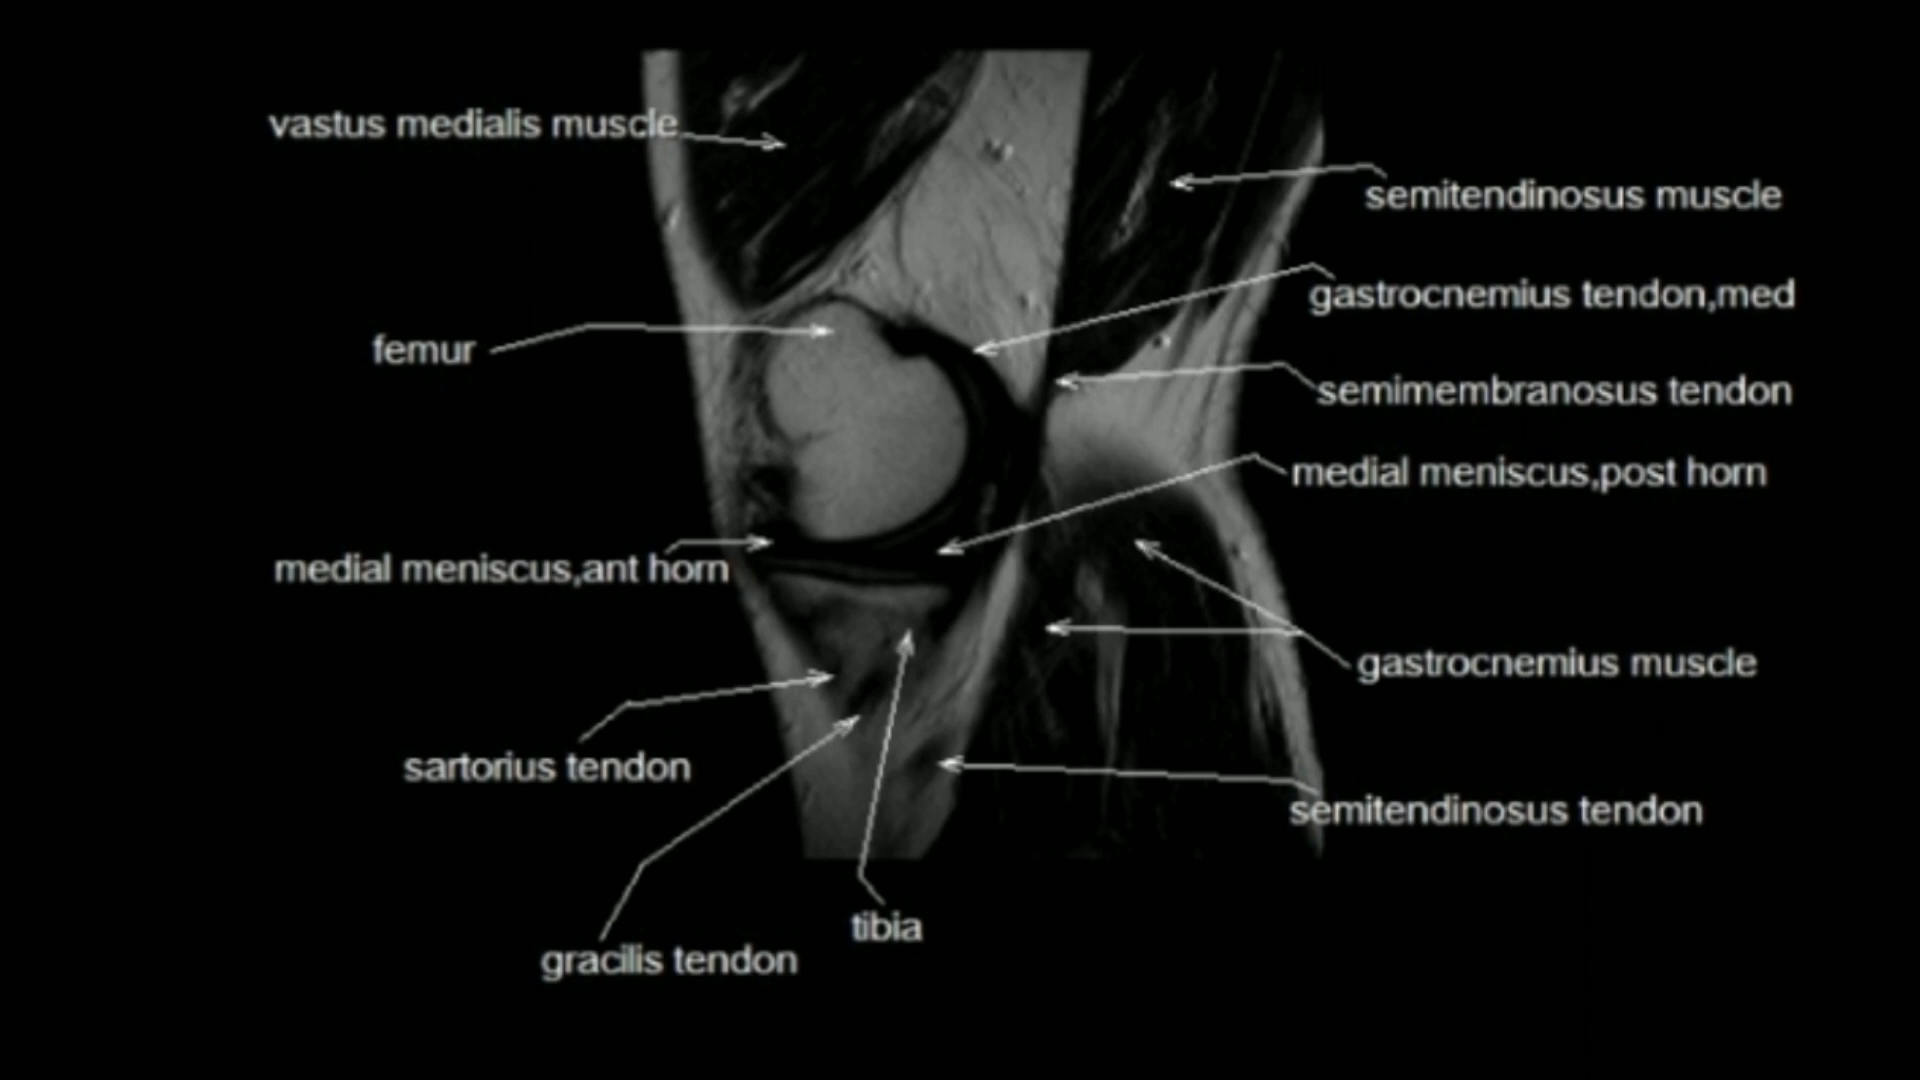 vastus medialis muscle
semitendinosus muscle
gastrocnemius tendon,med
femur
semimembranosus tendon
medial meniscus,post horn
medial meniscus,ant horn
gastrocnemius muscle
sartorius tendon
semitendinosus tendon
tibia
gracilis tendon